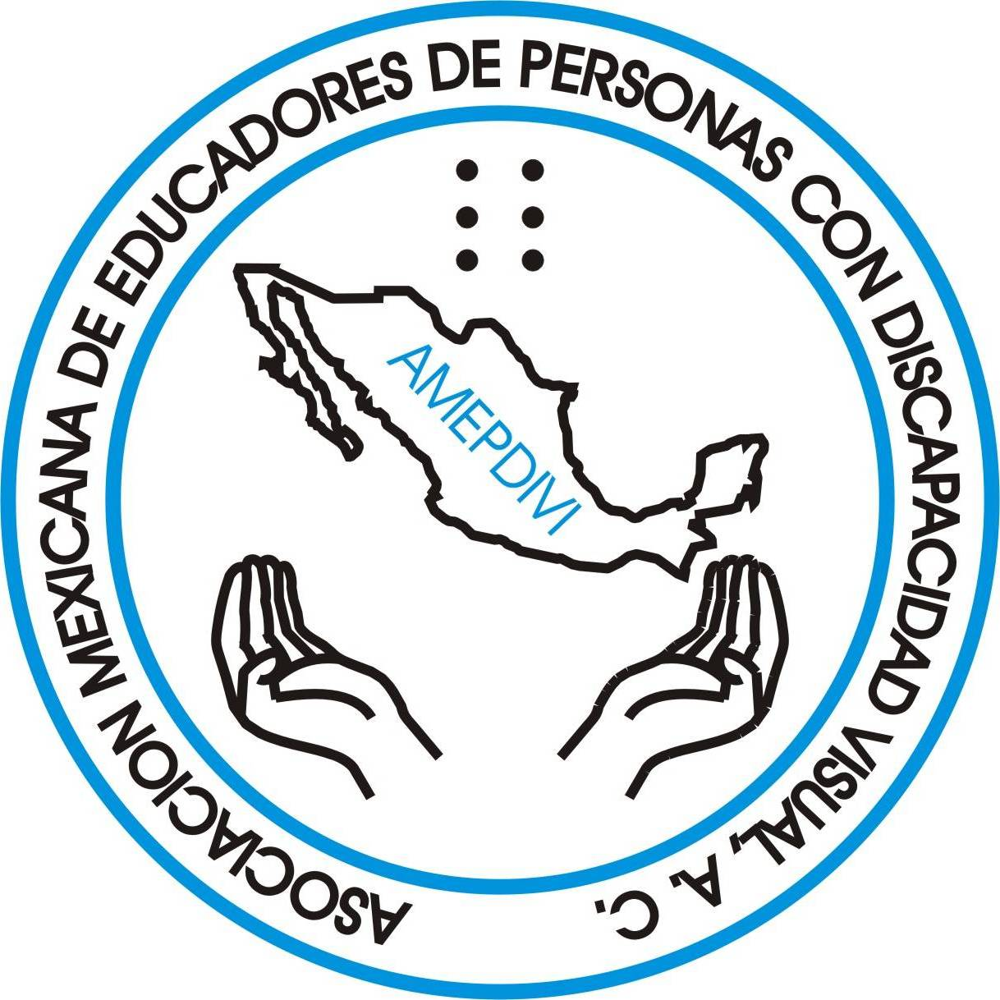 ASOCIACION MEXICANA DE EDUCADORES DE PERSONAS CON DISCAPACIDAD VISUAL, A. C.
AMEPDIVI